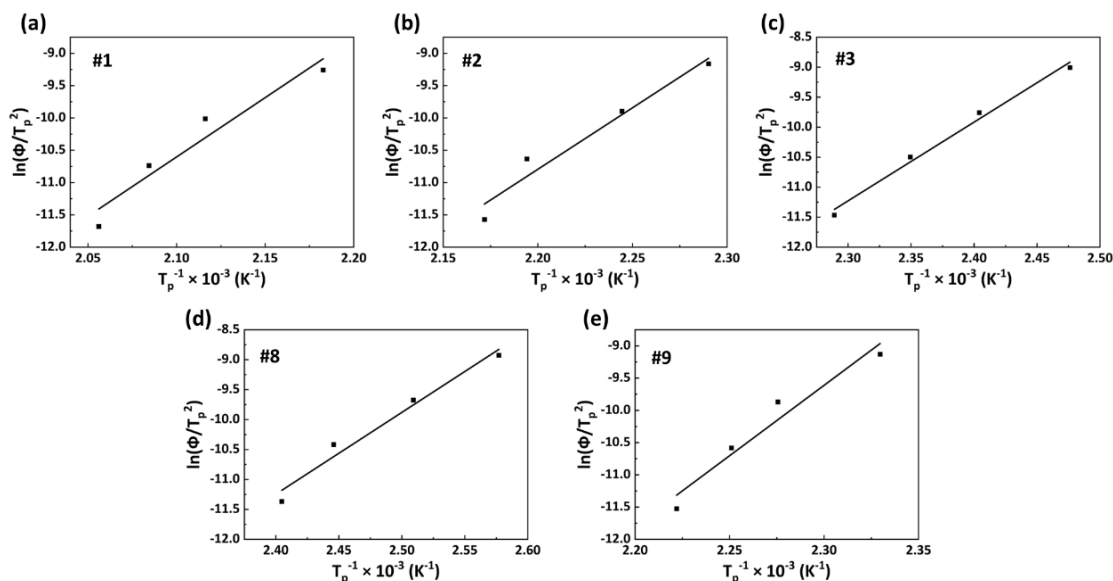 (a)
#1
-9.0
-9.5
-10.0
-10.5
-11.0
-11.5
-12.0
ln(Φ/Tp²)
2.05 2.10 2.15 2.20
Tp⁻¹ × 10⁻³ (K⁻¹)
(b)
#2
-9.0
-9.5
-10.0
-10.5
-11.0
-11.5
-12.0
ln(Φ/Tp²)
2.15 2.20 2.25 2.30
Tp⁻¹ × 10⁻³ (K⁻¹)
(c)
#3
-8.5
-9.0
-9.5
-10.0
-10.5
-11.0
-11.5
-12.0
ln(Φ/Tp²)
2.30 2.35 2.40 2.45 2.50
Tp⁻¹ × 10⁻³ (K⁻¹)
(d)
#8
-8.5
-9.0
-9.5
-10.0
-10.5
-11.0
-11.5
-12.0
ln(Φ/Tp²)
2.40 2.45 2.50 2.55 2.60
Tp⁻¹ × 10⁻³ (K⁻¹)
(e)
#9
-9.0
-9.5
-10.0
-10.5
-11.0
-11.5
-12.0
ln(Φ/Tp²)
2.20 2.25 2.30 2.35
Tp⁻¹ × 10⁻³ (K⁻¹)